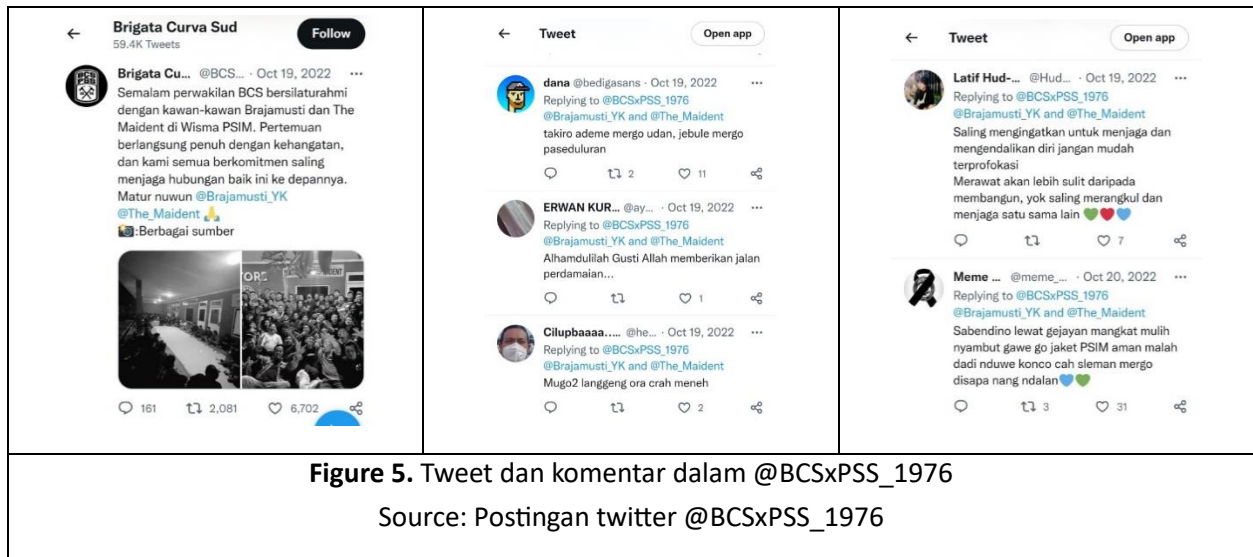 Brigata Curva Sud
59.4K Tweets
Follow
Brigata Cu... @BCS... · Oct 19, 2022
Semalam perwakilan BCS bersilaturahmi
dengan kawan-kawan Brajamusti dan The
Maident di Wisma PSIM. Pertemuan
berlangsung penuh dengan kehangatan,
dan kami semua berkomitmen saling
menjaga hubungan baik ini ke depannya.
Matur nuwun @Brajamusti_YK
@The_Maident 🙏
📸:Berbagai sumber
161 2,081 6,702
Tweet
Open app
dana @bedigasans · Oct 19, 2022
Replying to @BCSxPSS_1976
@Brajamusti_YK and @The_Maident
takiro ademe mergo udan, jebule mergo
paseduluran
2 11
ERWAN KUR... @ay... · Oct 19, 2022
Replying to @BCSxPSS_1976
@Brajamusti_YK and @The_Maident
Alhamdulilah Gusti Allah memberikan jalan
perdamaian...
1
Cilupbaaaa..... @he... · Oct 19, 2022
Replying to @BCSxPSS_1976
@Brajamusti_YK and @The_Maident
Mugo2 langgeng ora crah meneh
2
Tweet
Open app
Latif Hud-... @Hud... · Oct 19, 2022
Replying to @BCSxPSS_1976
@Brajamusti_YK and @The_Maident
Saling mengingatkan untuk menjaga dan
mengendalikan diri jangan mudah
terprofokasi
Merawat akan lebih sulit daripada
membangun, yok saling merangkul dan
menjaga satu sama lain 💚❤️💙
7
Meme ... @meme_... · Oct 20, 2022
Replying to @BCSxPSS_1976
@Brajamusti_YK and @The_Maident
Sabendino lewat gejayan mangkat mulih
nyambut gawe go jaket PSIM aman malah
dadi nduwe konco cah sleman mergo
disapa nang ndalan💙💚
3 31
Figure 5. Tweet dan komentar dalam @BCSxPSS_1976
Source: Postingan twitter @BCSxPSS_1976